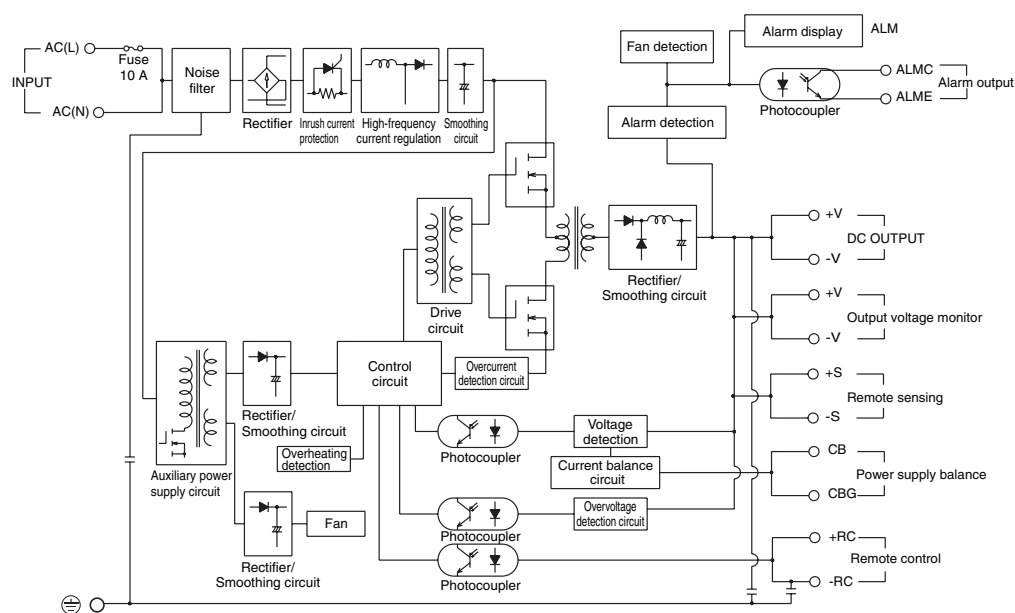 AC(L)
Fuse
10 A
INPUT
AC(N)
Noise
filter
Rectifier
Inrush current
protection
High-frequency
current regulation
Smoothing
circuit
Fan detection
Alarm display
ALM
ALMC
ALME
Alarm output
Photocoupler
Alarm detection
Drive
circuit
Rectifier/
Smoothing circuit
+V
DC OUTPUT
-V
+V
Output voltage monitor
-V
+S
Remote sensing
-S
CB
Power supply balance
CBG
+RC
Remote control
-RC
Auxiliary power
supply circuit
Rectifier/
Smoothing circuit
Control
circuit
Overcurrent
detection circuit
Overheating
detection
Photocoupler
Voltage
detection
Current balance
circuit
Rectifier/
Smoothing circuit
Fan
Photocoupler
Overvoltage
detection circuit
Photocoupler